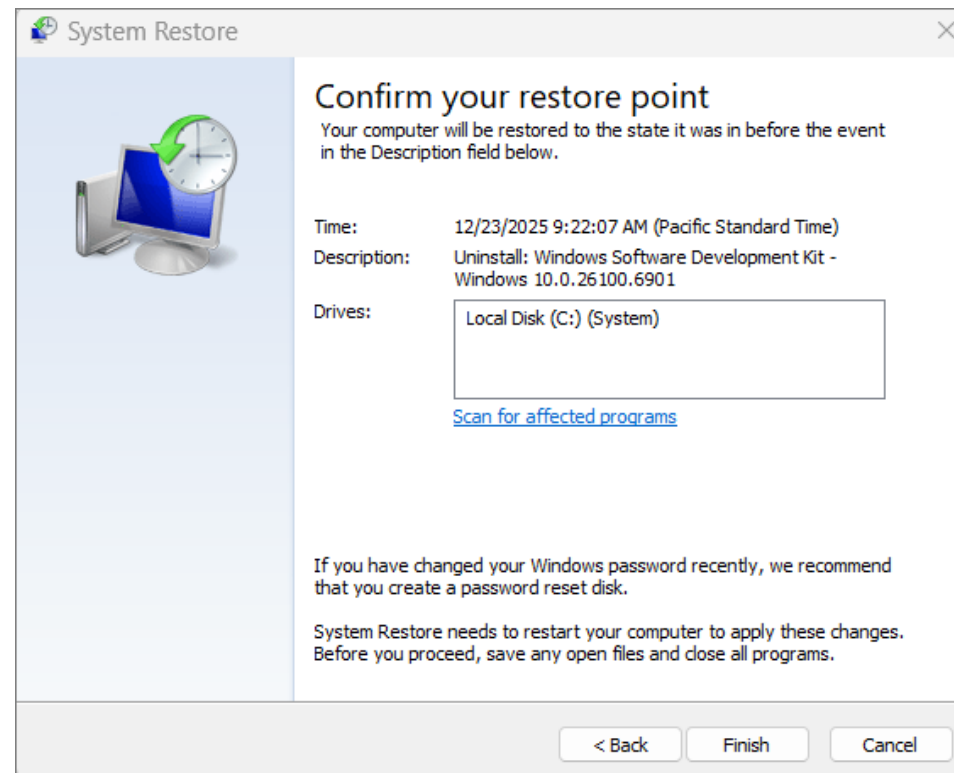 System Restore
Confirm your restore point
Your computer will be restored to the state it was in before the event
in the Description field below.
Time: 12/23/2025 9:22:07 AM (Pacific Standard Time)
Description: Uninstall: Windows Software Development Kit -
Windows 10.0.26100.6901
Drives: Local Disk (C:) (System)
Scan for affected programs
If you have changed your Windows password recently, we recommend
that you create a password reset disk.
System Restore needs to restart your computer to apply these changes.
Before you proceed, save any open files and close all programs.
< Back Finish Cancel